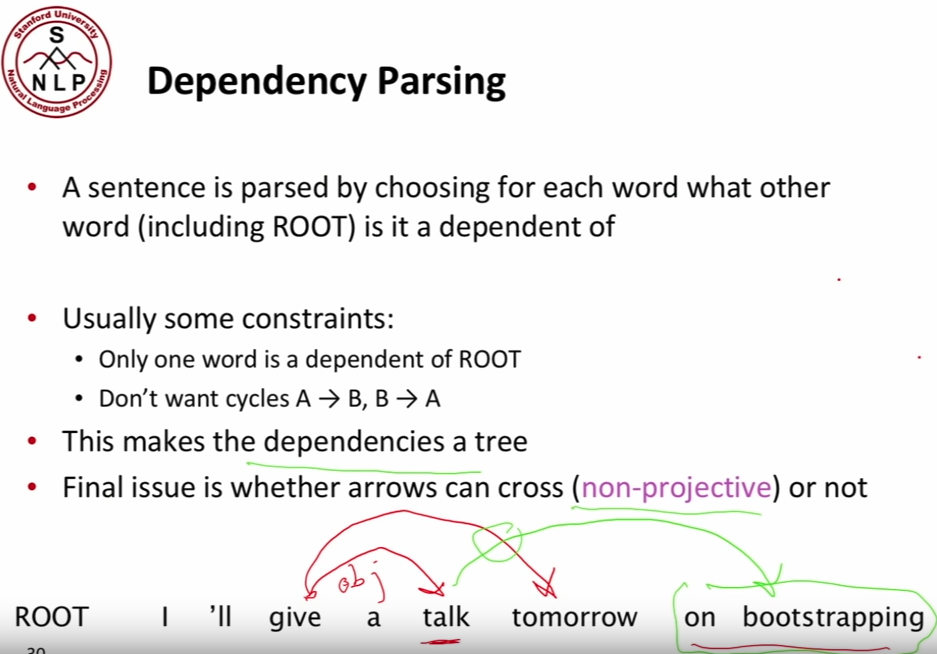 Stanford University
S
NLP
Natural Language Processing
Dependency Parsing
• A sentence is parsed by choosing for each word what other
word (including ROOT) is it a dependent of
• Usually some constraints:
• Only one word is a dependent of ROOT
• Don’t want cycles A → B, B → A
• This makes the dependencies a tree
• Final issue is whether arrows can cross (non-projective) or not
obj
ROOT I ’ll give a talk tomorrow on bootstrapping